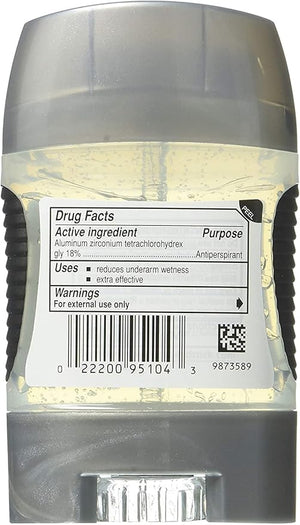 PEEL
Drug Facts
Active ingredient Purpose
Aluminum zirconium tetrachlorohydrex
gly 18%..............................Antiperspirant
Uses ▪ reduces underarm wetness
▪ extra effective
Warnings
For external use only
0 22200 95104 3
9873589